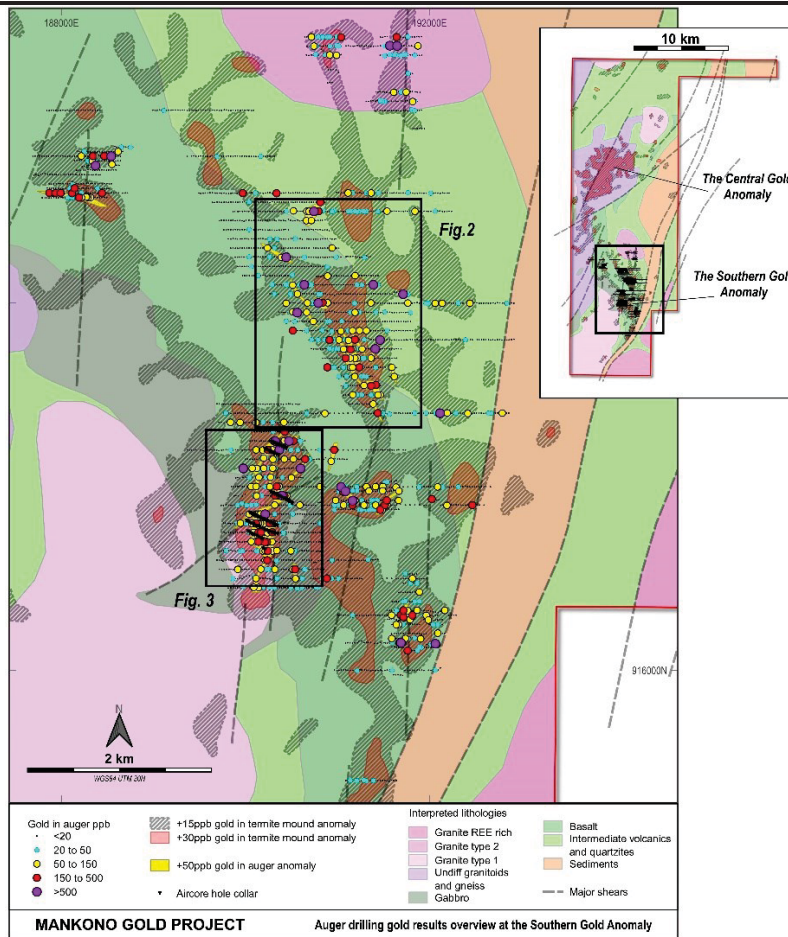 188000E
192000E
10 km
The Central Gold
Anomaly
The Southern Gold
Anomaly
Fig.2
Fig. 3
916000N
N
2 km
WGS84 UTM 30N
Gold in auger ppb
<20
20 to 50
50 to 150
150 to 500
>500
+15ppb gold in termite mound anomaly
+30ppb gold in termite mound anomaly
+50ppb gold in auger anomaly
Aircore hole collar
Interpreted lithologies
Granite REE rich
Granite type 2
Granite type 1
Undiff granitoids
and gneiss
Gabbro
Basalt
Intermediate volcanics
and quartzites
Sediments
Major shears
MANKONO GOLD PROJECT
Auger drilling gold results overview at the Southern Gold Anomaly